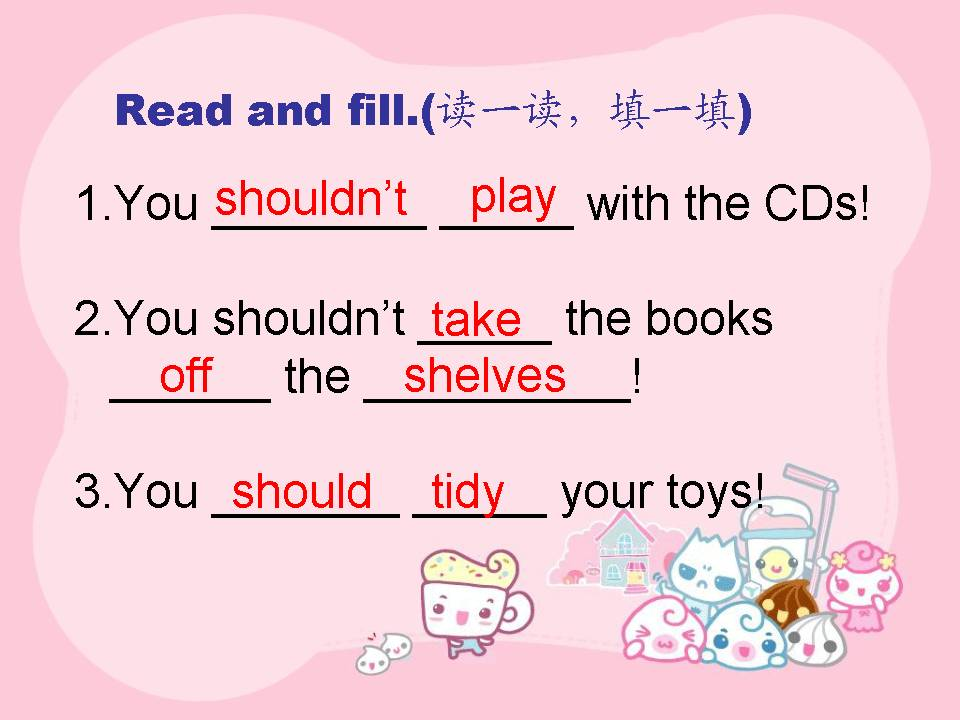 Read and fill.(读一读，填一填)
1.You shouldn't play with the CDs!
2.You shouldn't take the books
off the shelves!
3.You should tidy your toys!